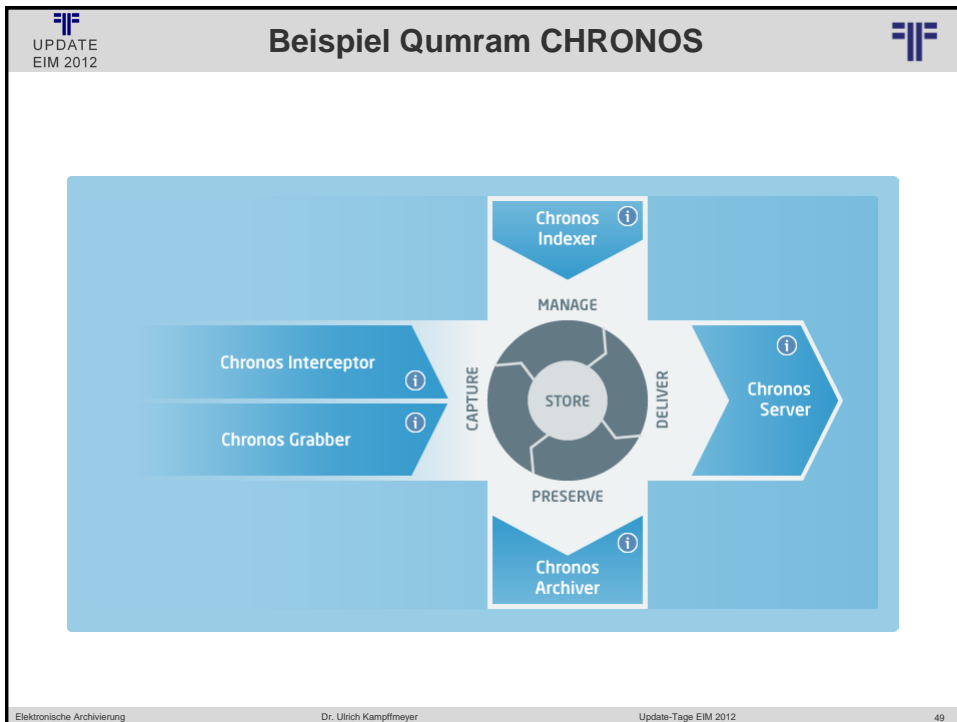 UPDATE
EIM 2012
Beispiel Qumram CHRONOS
Chronos
Indexer
i
MANAGE
Chronos Interceptor
i
Chronos Grabber
i
CAPTURE
STORE
DELIVER
i
Chronos
Server
PRESERVE
i
Chronos
Archiver
Elektronische Archivierung
Dr. Ulrich Kampffmeyer
Update-Tage EIM 2012
49